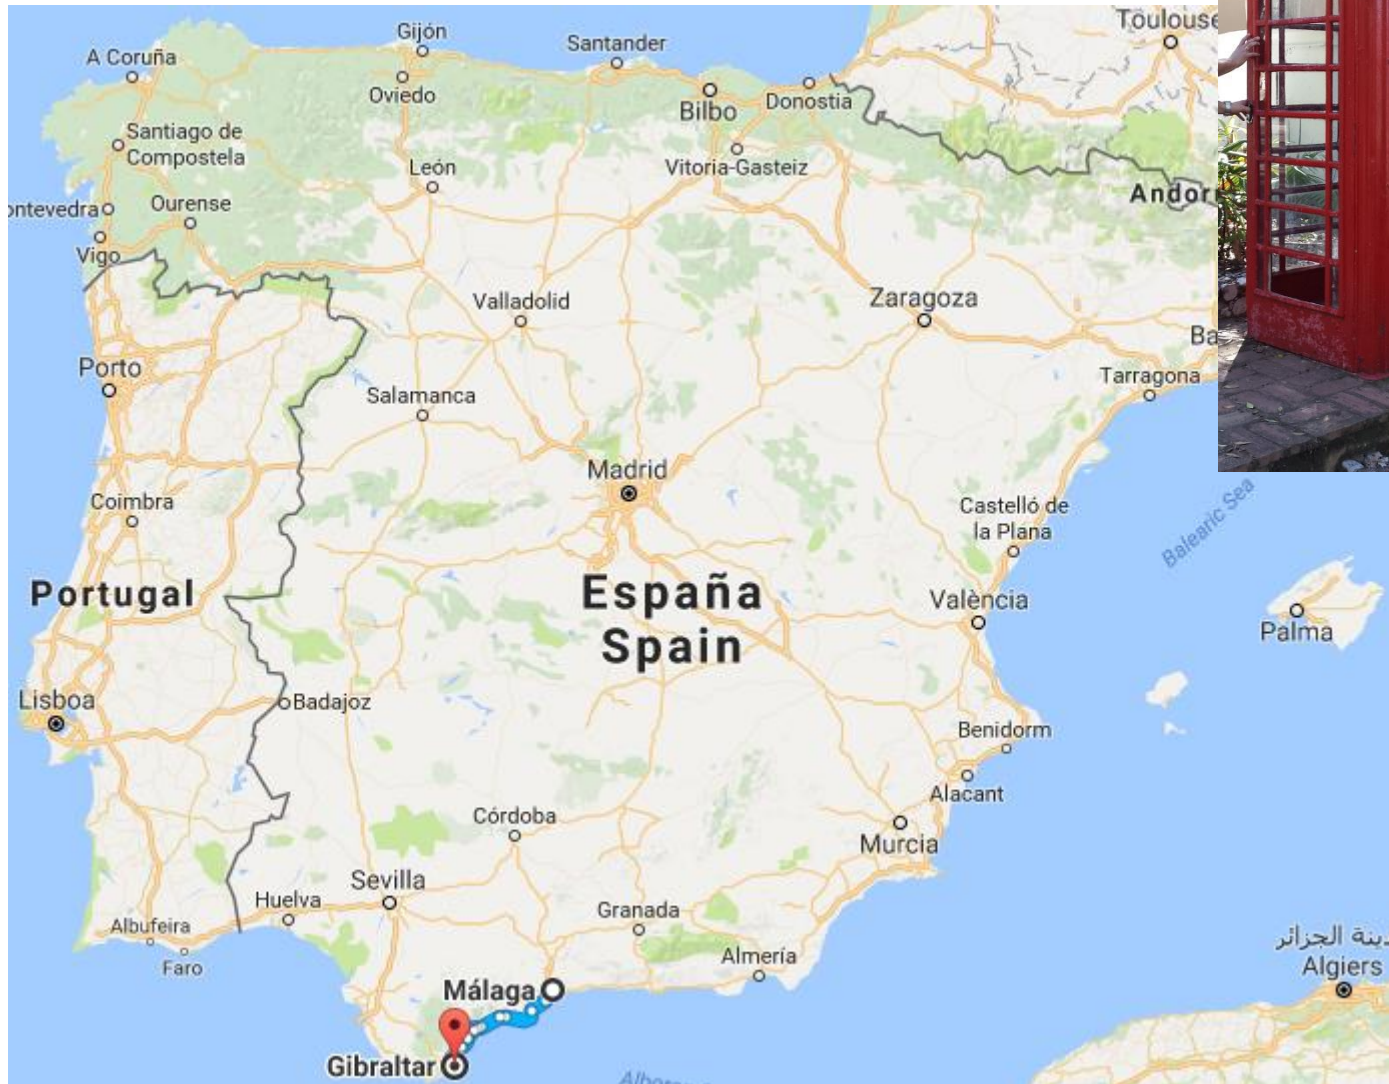 Toulouse
Gijón
Santander
A Coruña
Oviedo
Bilbo
Donostia
Santiago de
Compostela
León
Vitoria-Gasteiz
Andorr
ontevedra
Ourense
Vigo
Valladolid
Zaragoza
Ba
Porto
Tarragona
Salamanca
Madrid
Coimbra
Castelló de
la Plana
Balearic Sea
Portugal
España
Spain
València
Palma
Lisboa
Badajoz
Benidorm
Alacant
Córdoba
Murcia
Sevilla
Huelva
Granada
Albufeira
Faro
Almería
دينة الجزائر
Algiers
Málaga
Gibraltar